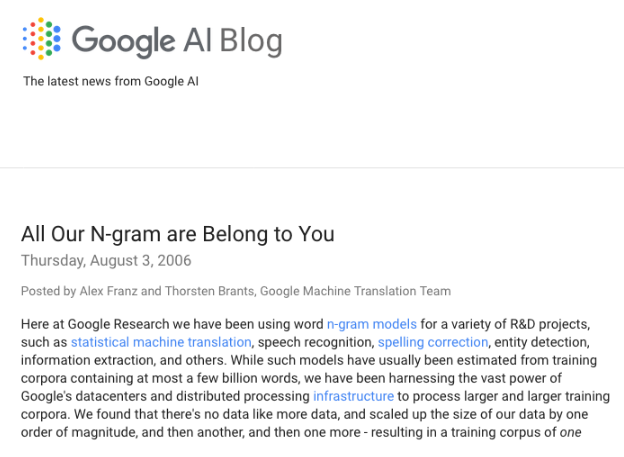 Google AI Blog
The latest news from Google AI
All Our N-gram are Belong to You
Thursday, August 3, 2006
Posted by Alex Franz and Thorsten Brants, Google Machine Translation Team
Here at Google Research we have been using word n-gram models for a variety of R&D projects,
such as statistical machine translation, speech recognition, spelling correction, entity detection,
information extraction, and others. While such models have usually been estimated from training
corpora containing at most a few billion words, we have been harnessing the vast power of
Google's datacenters and distributed processing infrastructure to process larger and larger training
corpora. We found that there's no data like more data, and scaled up the size of our data by one
order of magnitude, and then another, and then one more - resulting in a training corpus of one